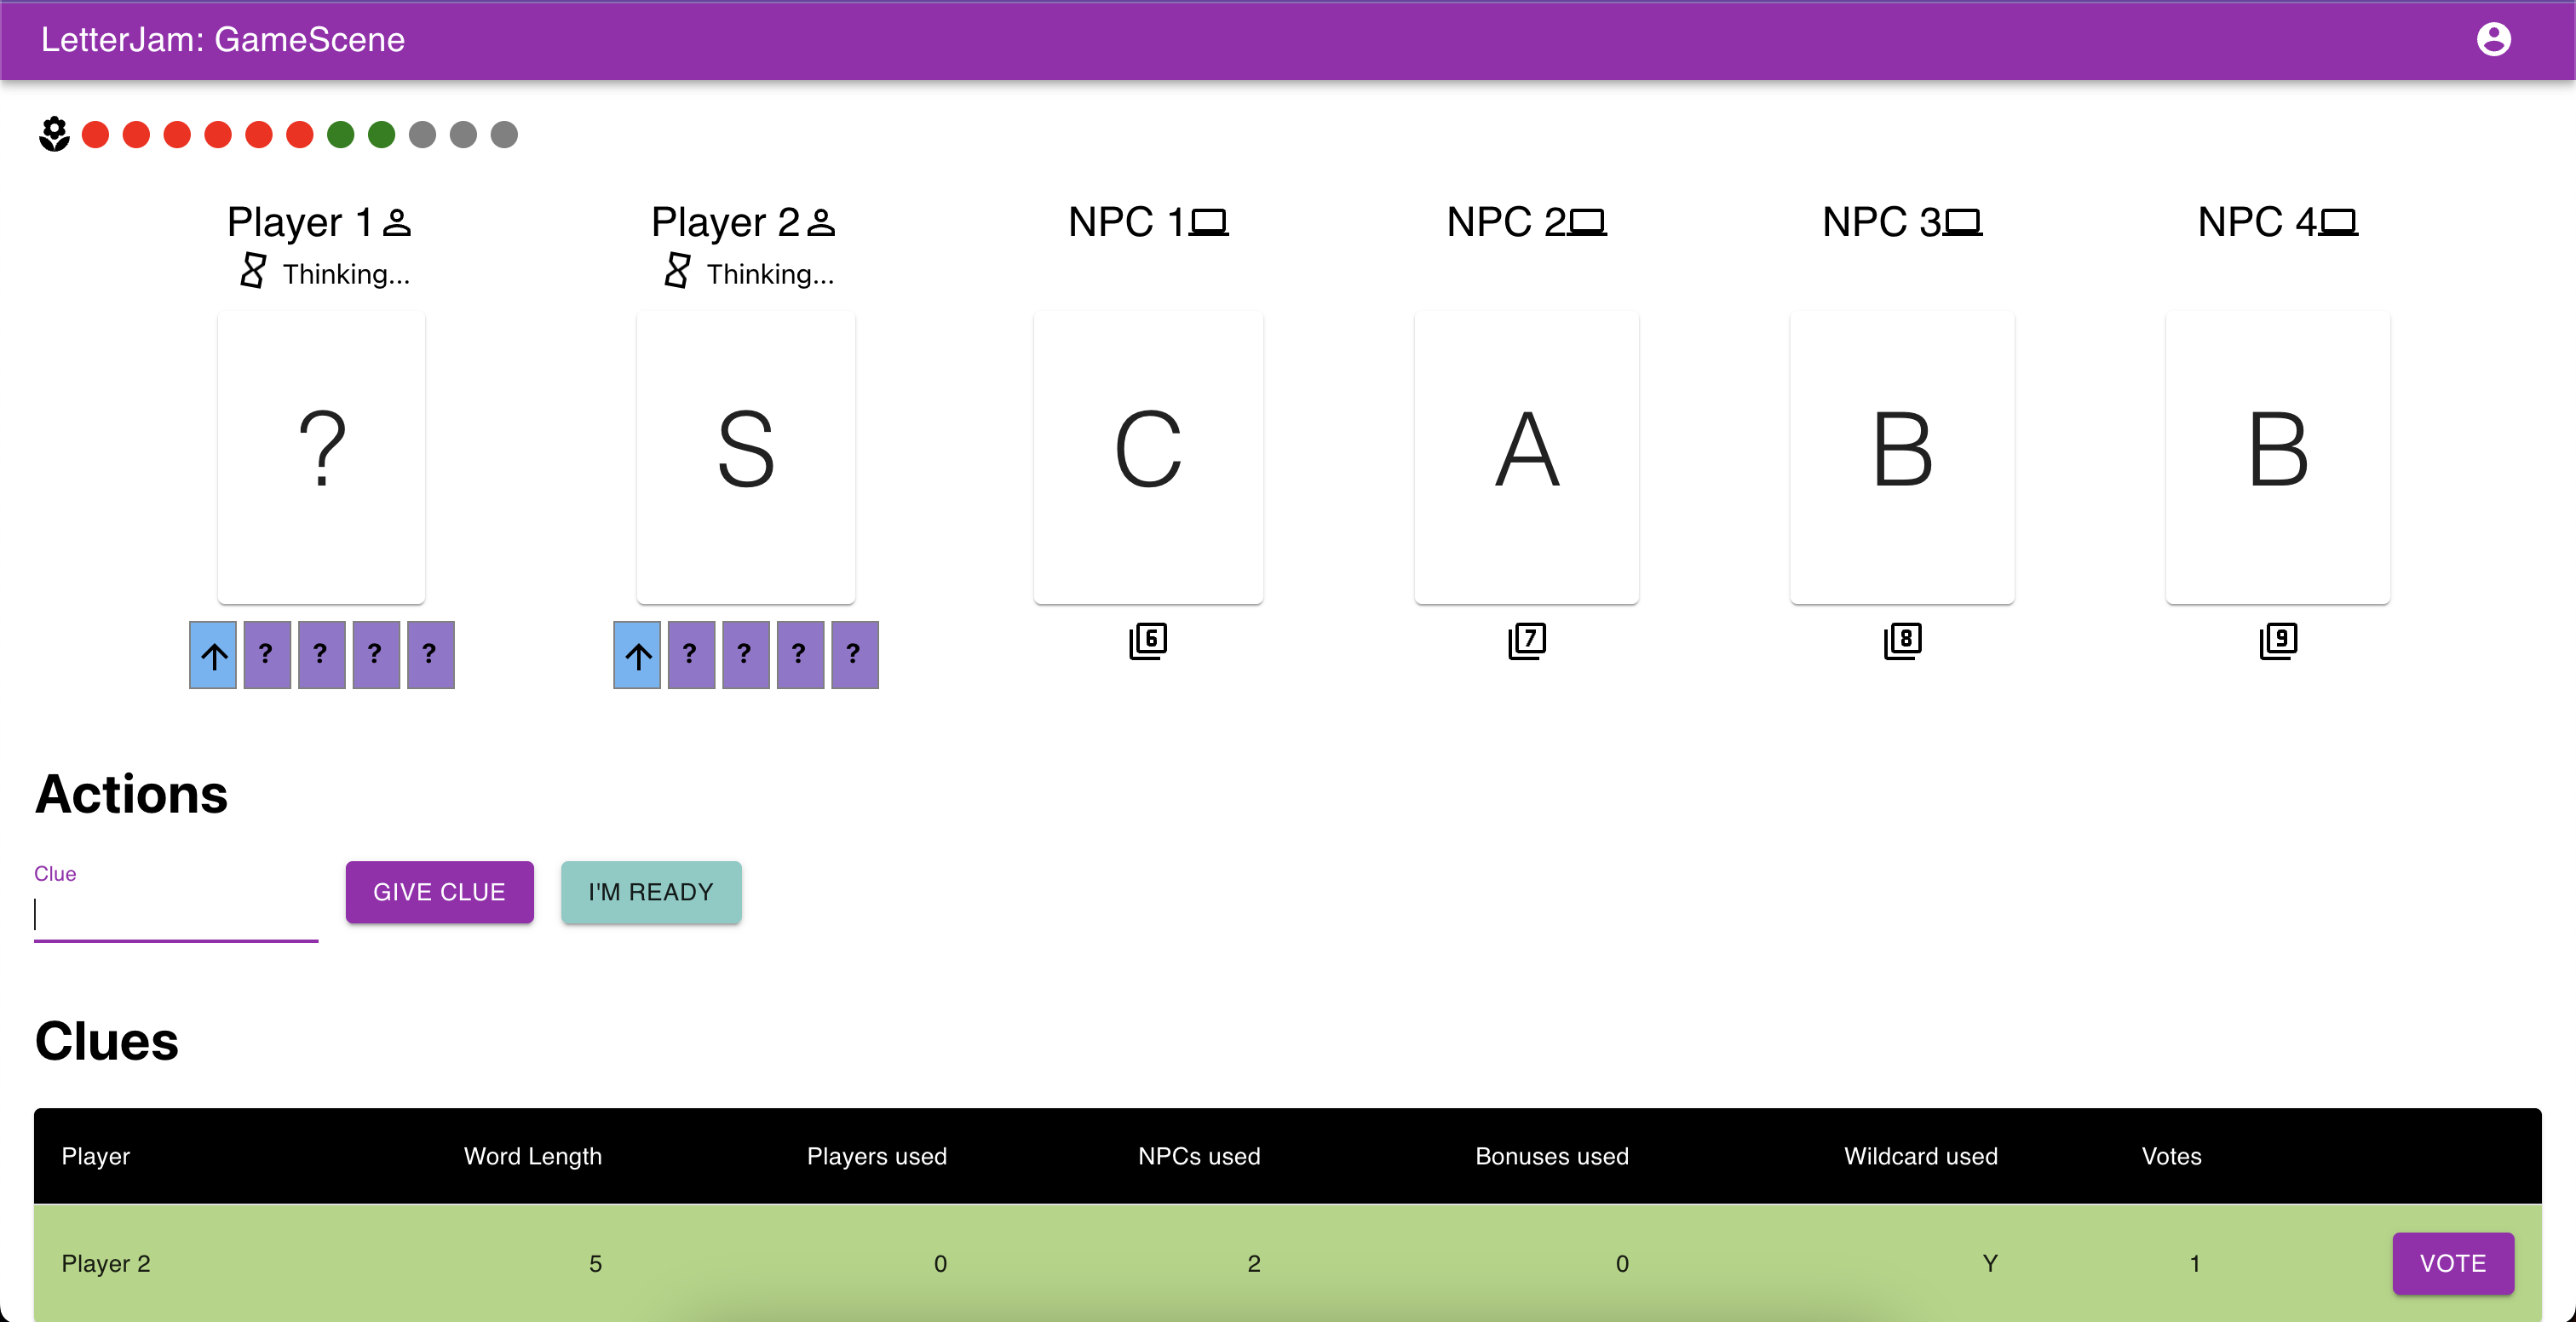 LetterJam: GameScene
Player 1 Player 2 NPC 1 NPC 2 NPC 3 NPC 4
Thinking... Thinking...
? S C A B B
? ? ? ? ? ? ? ? 6 7 8 9
Actions
Clue
GIVE CLUE I'M READY
Clues
Player Word Length Players used NPCs used Bonuses used Wildcard used Votes
Player 2 5 0 2 0 Y 1 VOTE